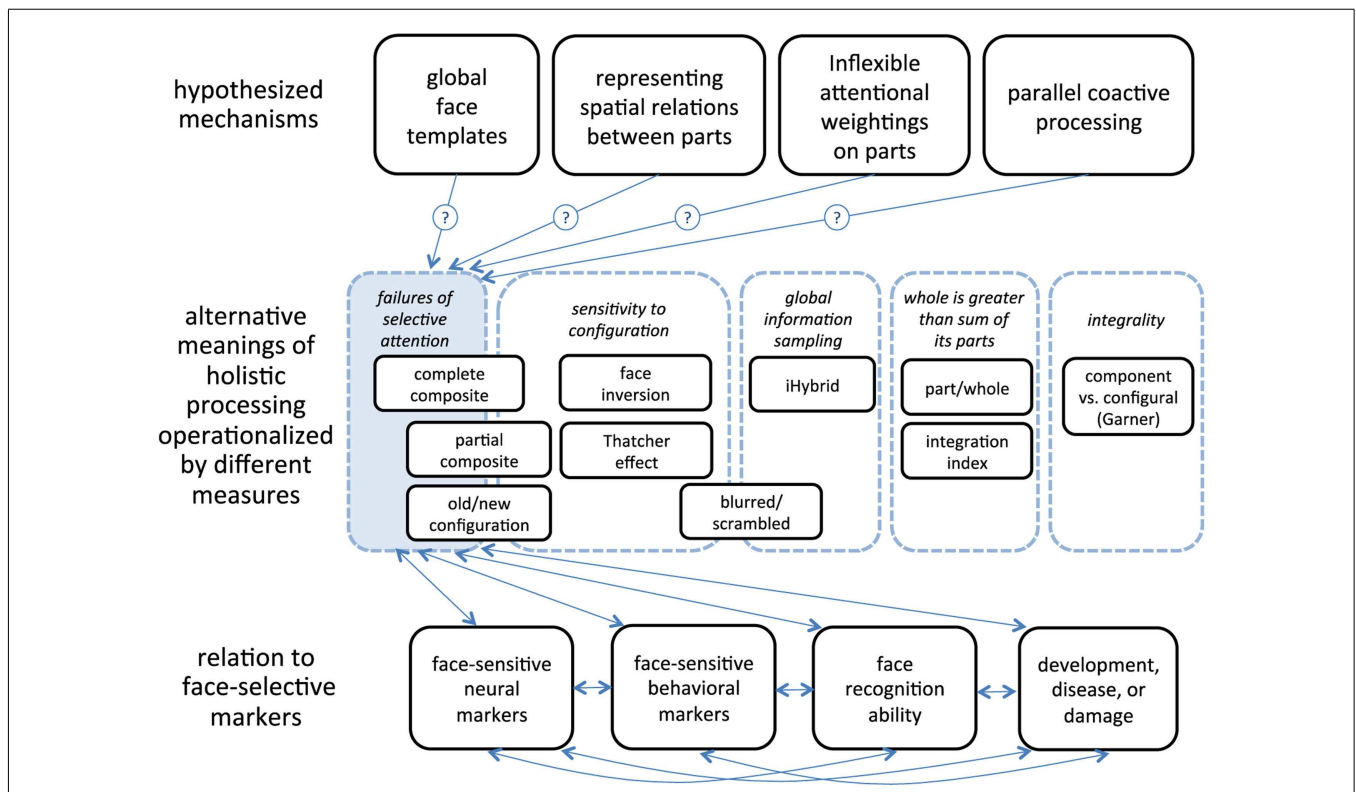 hypothesized
mechanisms
global
face
templates
representing
spatial relations
between parts
Inflexible
attentional
weightings
on parts
parallel coactive
processing
?
?
?
?
alternative
meanings of
holistic
processing
operationalized
by different
measures
failures of
selective
attention
sensitivity to
configuration
global
information
sampling
whole is greater
than sum of
its parts
integrality
complete
composite
face
inversion
iHybrid
part/whole
component
vs. configural
(Garner)
partial
composite
Thatcher
effect
integration
index
old/new
configuration
blurred/
scrambled
relation to
face-selective
markers
face-sensitive
neural
markers
face-sensitive
behavioral
markers
face
recognition
ability
development,
disease, or
damage